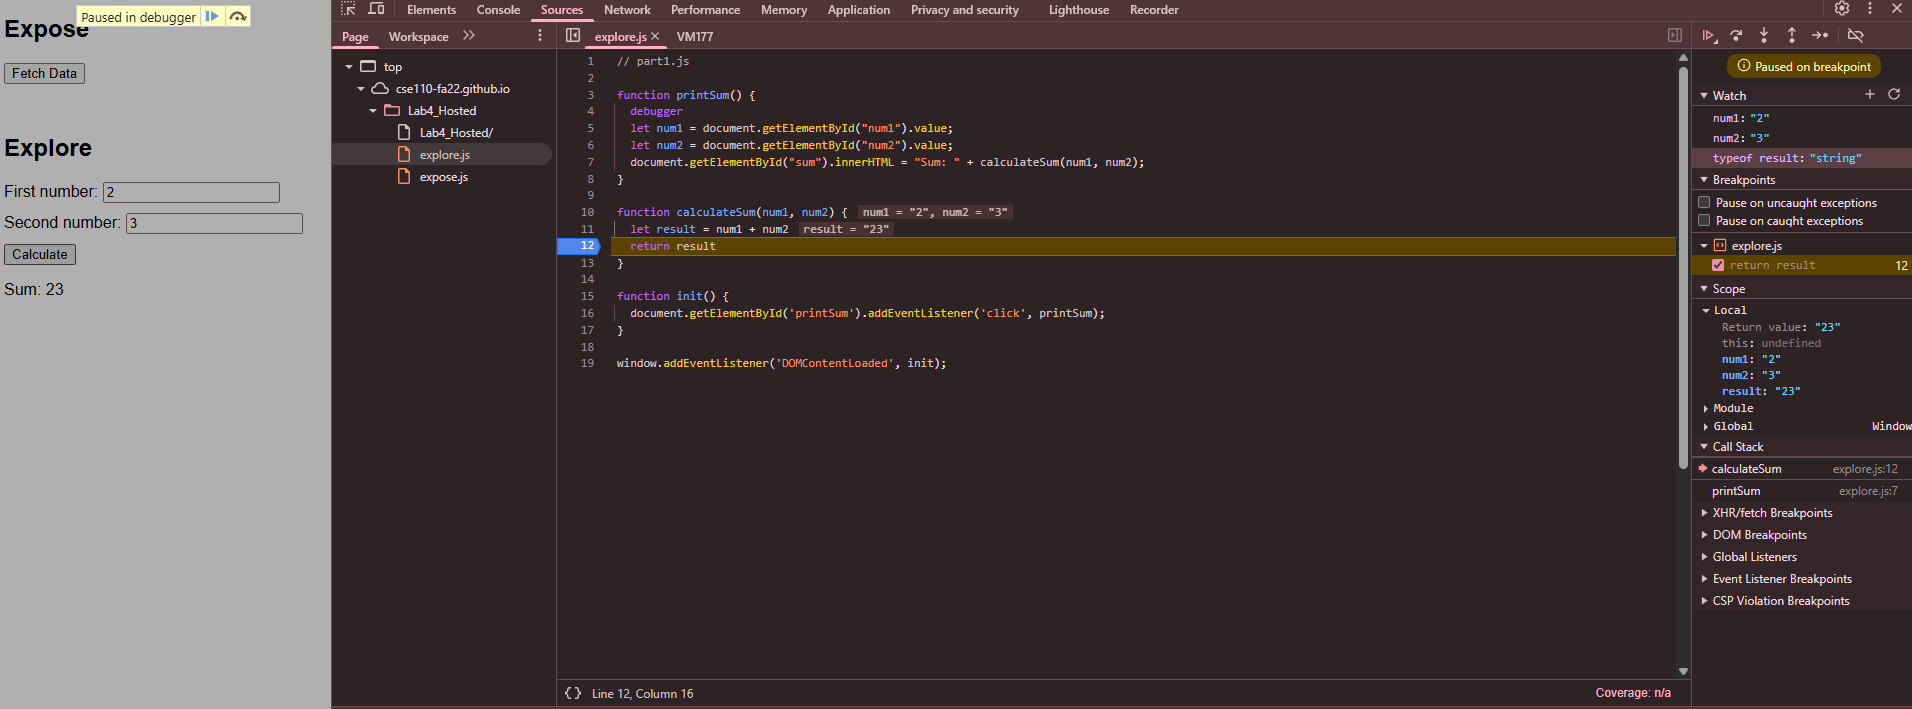 Paused in debugger
Expose
Fetch Data
Explore
First number: 2
Second number: 3
Calculate
Sum: 23
Elements Console Sources Network Performance Memory Application Privacy and security Lighthouse Recorder
Page Workspace
top
cse110-fa22.github.io
Lab4_Hosted
Lab4_Hosted/
explore.js
expose.js
explore.js VM177
1 // part1.js
2
3 function printSum() {
4 debugger
5 let num1 = document.getElementById("num1").value;
6 let num2 = document.getElementById("num2").value;
7 document.getElementById("sum").innerHTML = "Sum: " + calculateSum(num1, num2);
8 }
9
10 function calculateSum(num1, num2) { num1 = "2", num2 = "3"
11 let result = num1 + num2 result = "23"
12 return result
13 }
14
15 function init() {
16 document.getElementById('printSum').addEventListener('click', printSum);
17 }
18
19 window.addEventListener('DOMContentLoaded', init);
{} Line 12, Column 16
Coverage: n/a
Paused on breakpoint
Watch
num1: "2"
num2: "3"
typeof result: "string"
Breakpoints
Pause on uncaught exceptions
Pause on caught exceptions
explore.js
return result 12
Scope
Local
Return value: "23"
this: undefined
num1: "2"
num2: "3"
result: "23"
Module
Global Window
Call Stack
calculateSum explore.js:12
printSum explore.js:7
XHR/fetch Breakpoints
DOM Breakpoints
Global Listeners
Event Listener Breakpoints
CSP Violation Breakpoints